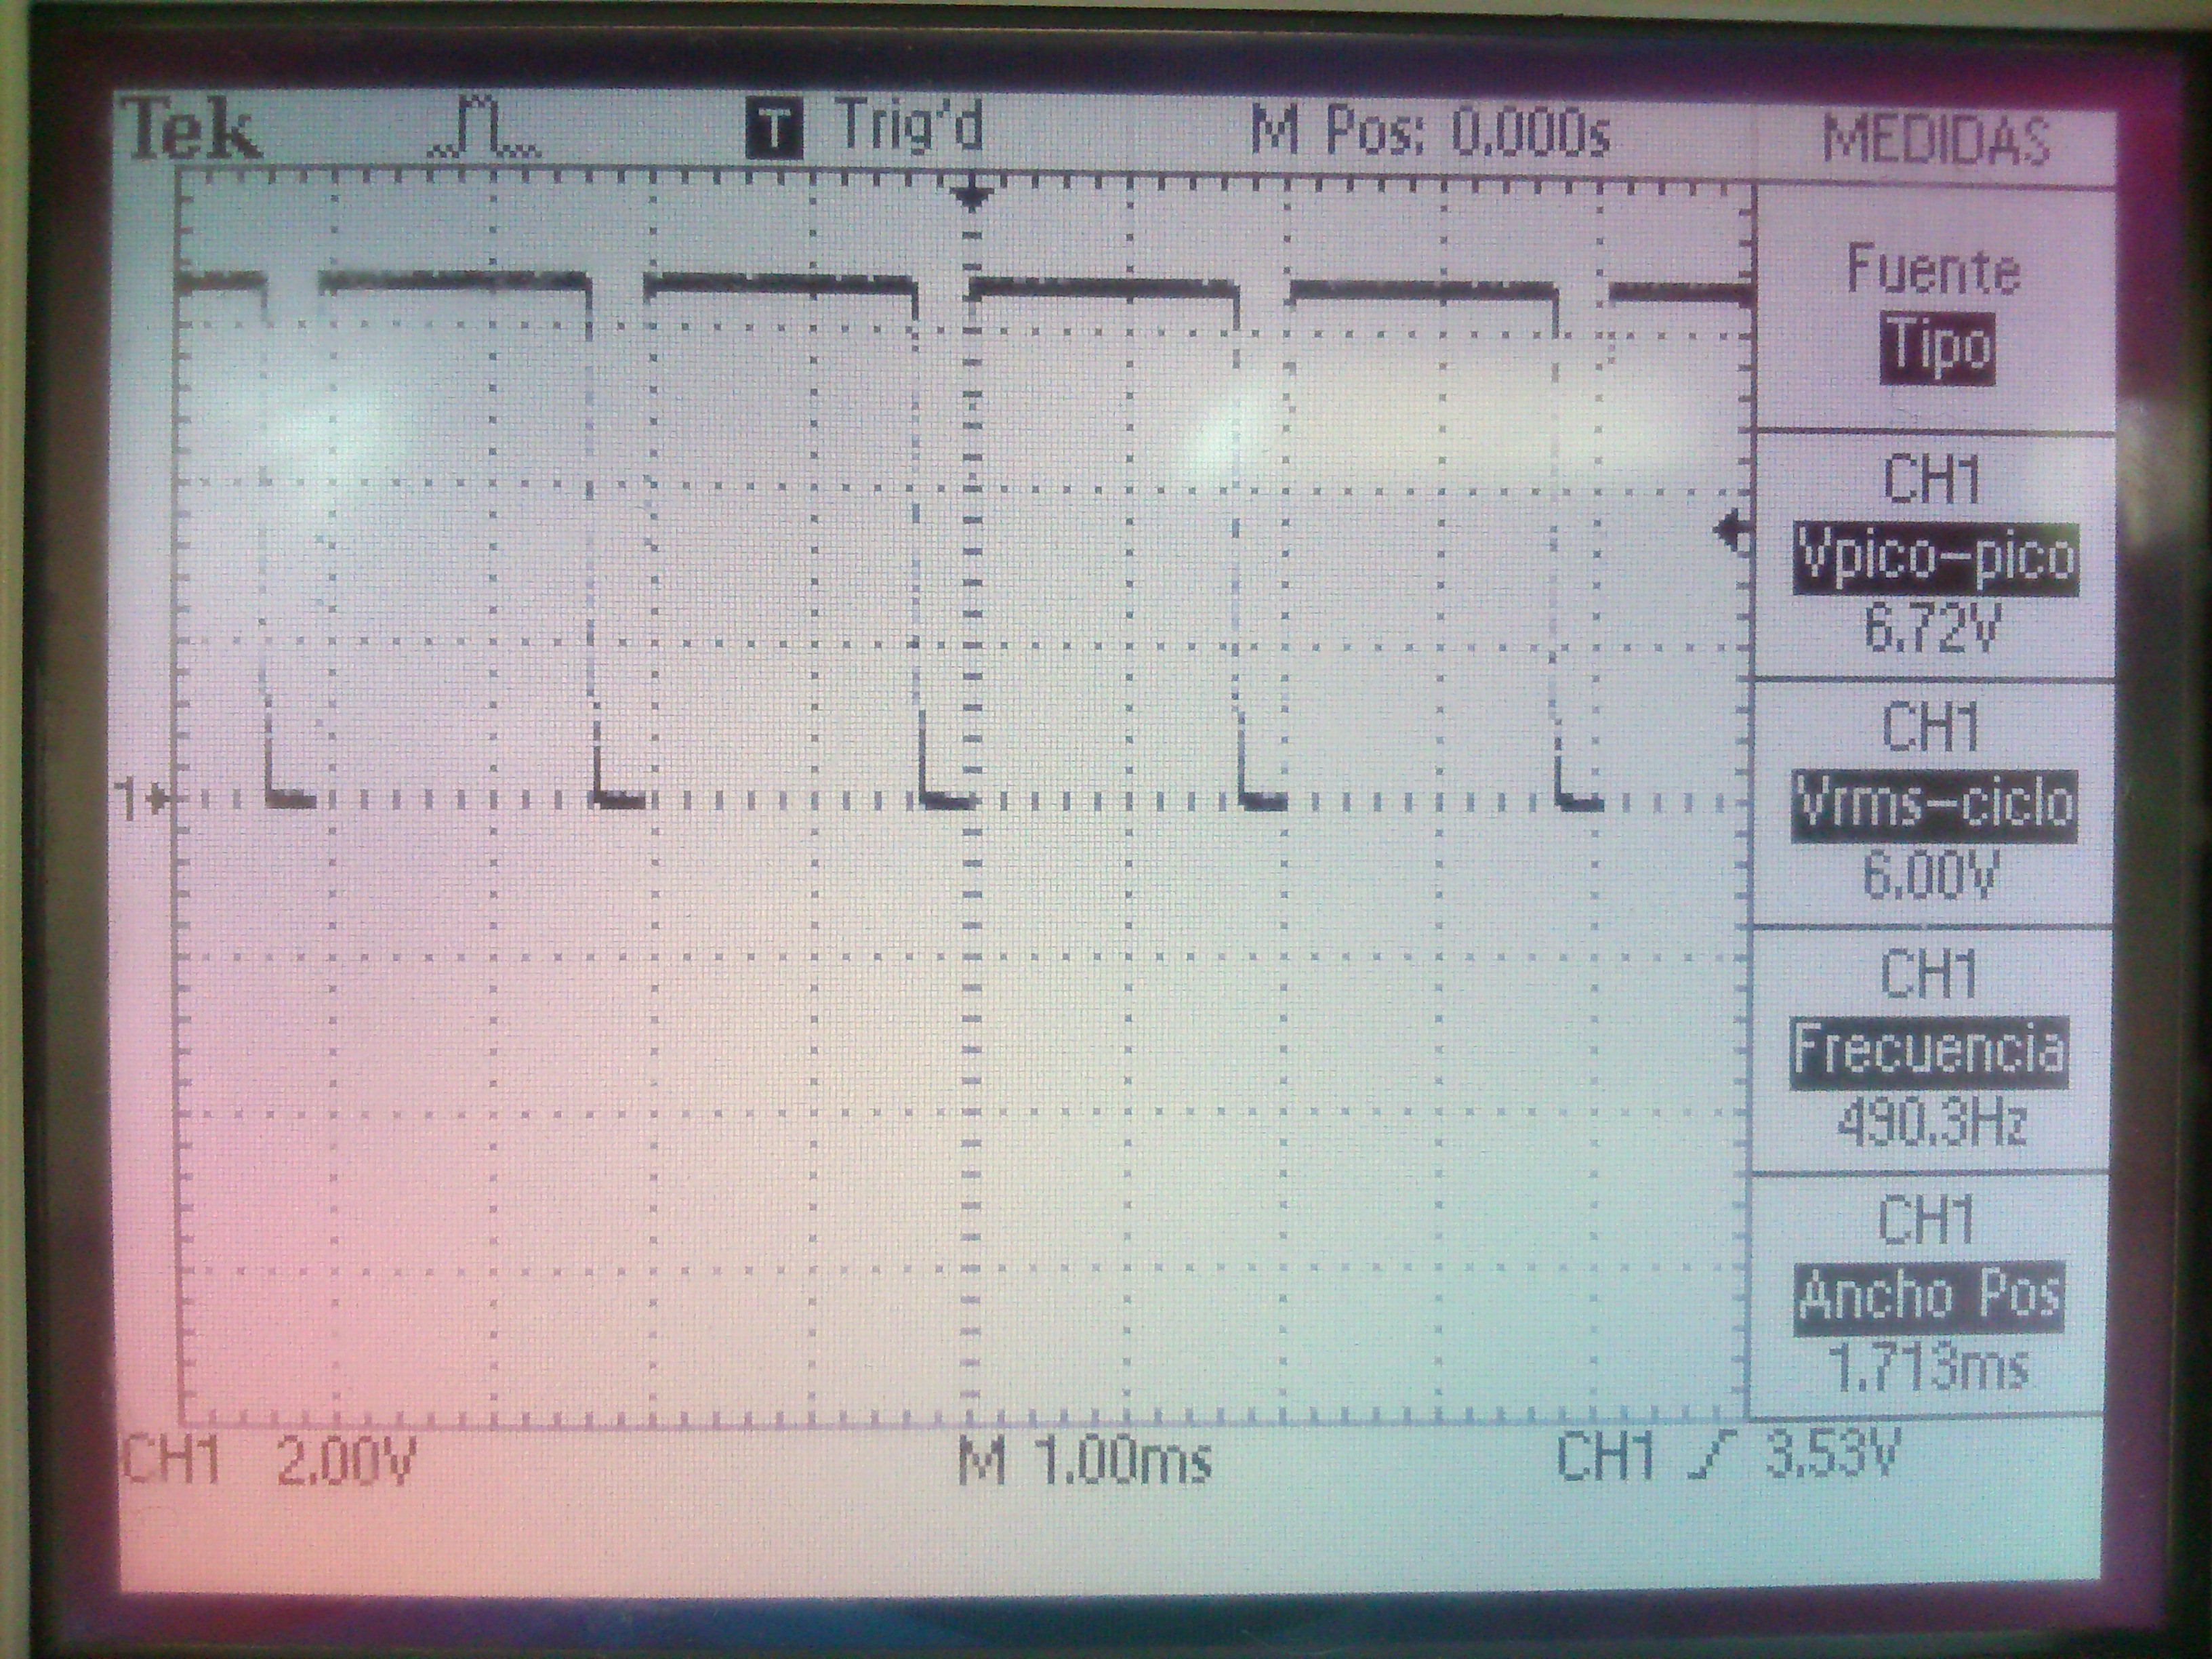 Tek T Trig'd M Pos: 0.000s MEDIDAS
Fuente
Tipo
CH1
Vpico-pico
6.72V
CH1
Vrms-ciclo
6.00V
CH1
Frecuencia
490.3Hz
CH1
Ancho Pos
1.713ms
1
CH1 2.00V M 1.00ms CH1 3.53V